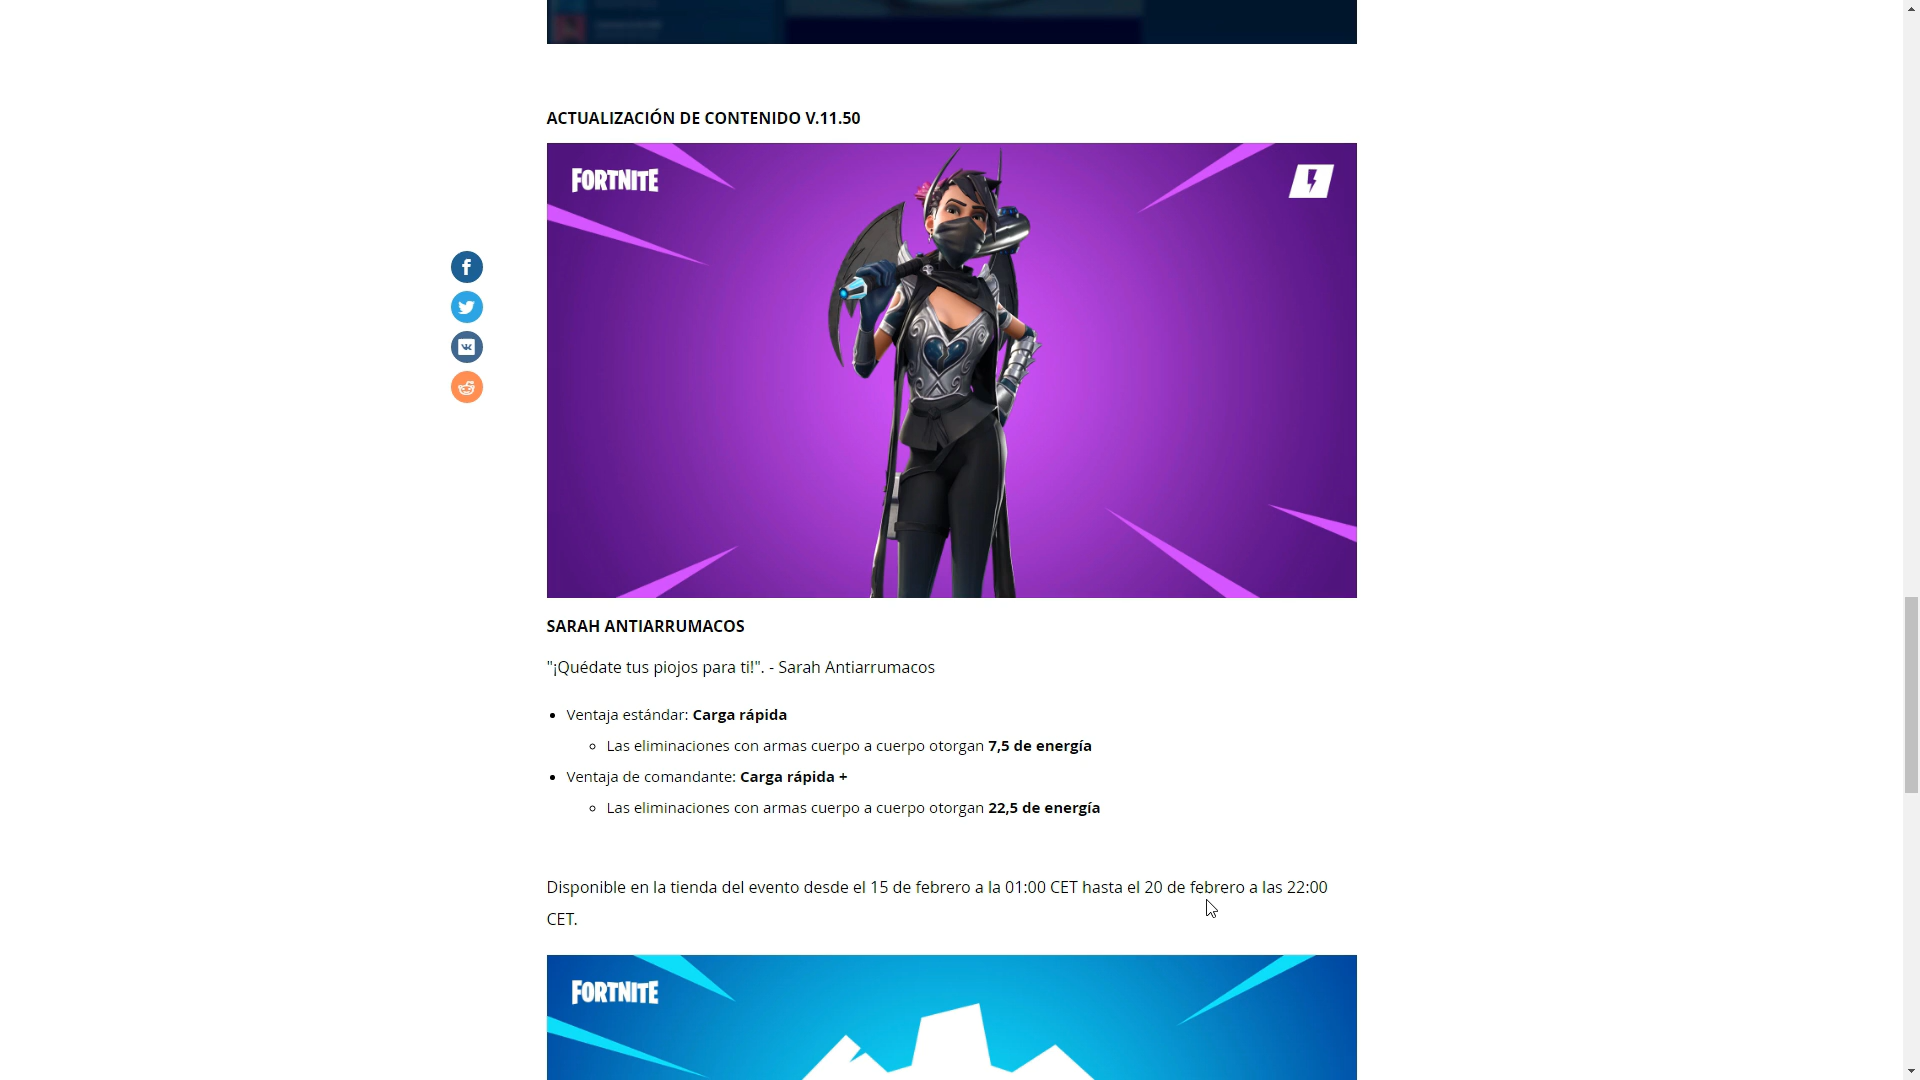 ACTUALIZACIÓN DE CONTENIDO V.11.50
FORTNITE
SARAH ANTIARRUMACOS
"¡Quédate tus piojos para ti!". - Sarah Antiarrumacos
Ventaja estándar: Carga rápida
Las eliminaciones con armas cuerpo a cuerpo otorgan 7,5 de energía
Ventaja de comandante: Carga rápida +
Las eliminaciones con armas cuerpo a cuerpo otorgan 22,5 de energía
Disponible en la tienda del evento desde el 15 de febrero a la 01:00 CET hasta el 20 de febrero a las 22:00
CET.
FORTNITE